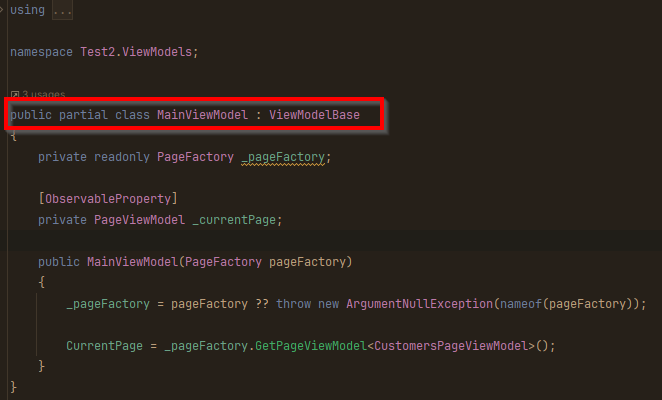 using ...
namespace Test2.ViewModels;
3 usages
public partial class MainViewModel : ViewModelBase
{
private readonly PageFactory _pageFactory;
[ObservableProperty]
private PageViewModel _currentPage;
public MainViewModel(PageFactory pageFactory)
{
_pageFactory = pageFactory ?? throw new ArgumentNullException(nameof(pageFactory));
CurrentPage = _pageFactory.GetPageViewModel<CustomersPageViewModel>();
}
}